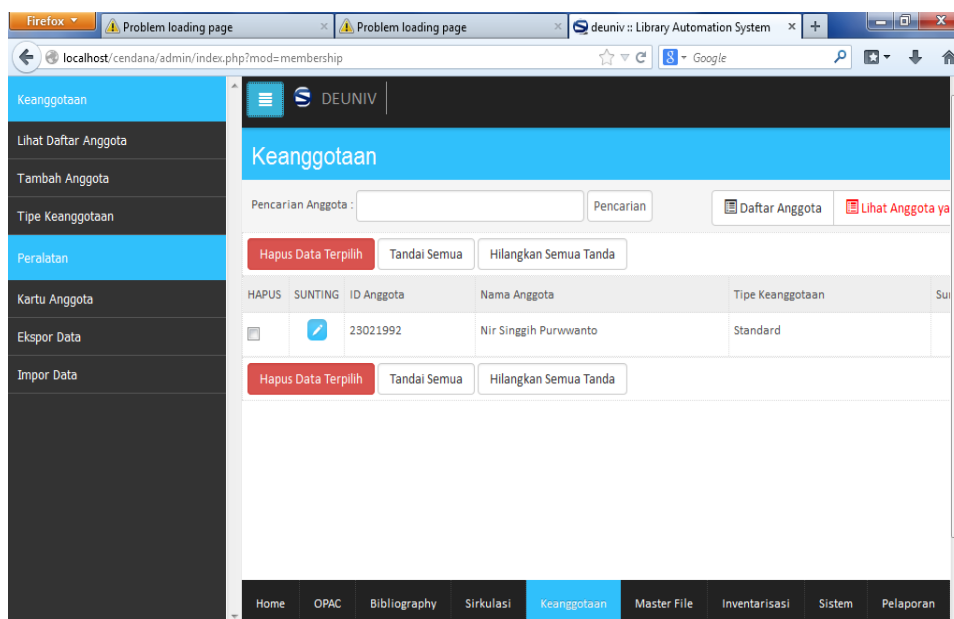 Firefox
Problem loading page
Problem loading page
deuniv :: Library Automation System
localhost/cendana/admin/index.php?mod=membership
Google
Keanggotaan
Lihat Daftar Anggota
Tambah Anggota
Tipe Keanggotaan
Peralatan
Kartu Anggota
Ekspor Data
Impor Data
DEUNIV
Keanggotaan
Pencarian Anggota : Pencarian Daftar Anggota Lihat Anggota ya
Hapus Data Terpilih Tandai Semua Hilangkan Semua Tanda
HAPUS SUNTING ID Anggota Nama Anggota Tipe Keanggotaan Sur
23021992 Nir Singgih Purwwanto Standard
Hapus Data Terpilih Tandai Semua Hilangkan Semua Tanda
Home OPAC Bibliography Sirkulasi Keanggotaan Master File Inventarisasi Sistem Pelaporan